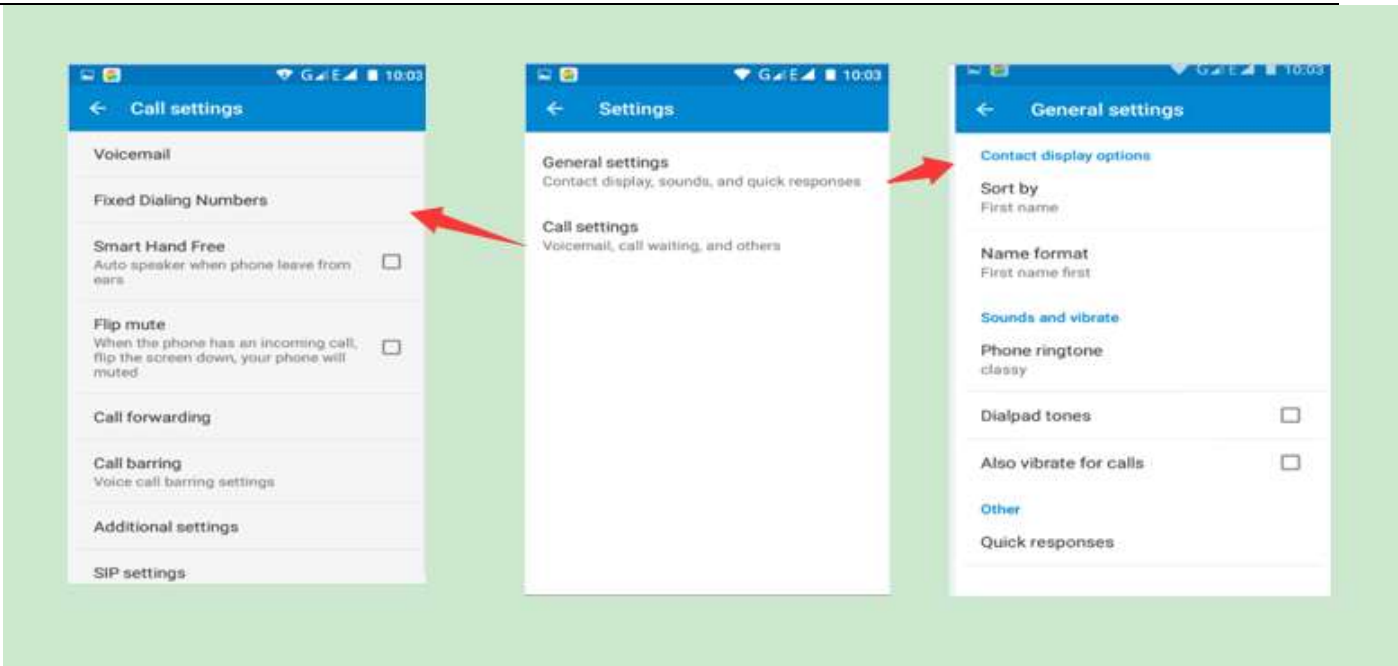 G E 10:03
Call settings
Voicemail
Fixed Dialing Numbers
Smart Hand Free
Auto speaker when phone leave from
ears
Flip mute
When the phone has an incoming call,
flip the screen down, your phone will
muted
Call forwarding
Call barring
Voice call barring settings
Additional settings
SIP settings
G E 10:03
Settings
General settings
Contact display, sounds, and quick responses
Call settings
Voicemail, call waiting, and others
G E 10:03
General settings
Contact display options
Sort by
First name
Name format
First name first
Sounds and vibrate
Phone ringtone
classy
Dialpad tones
Also vibrate for calls
Other
Quick responses